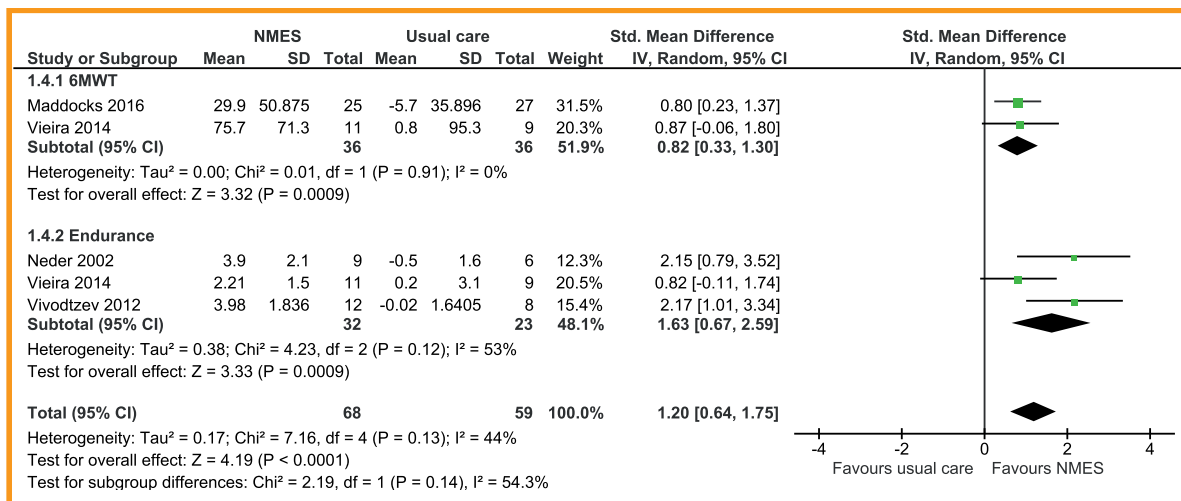 NMES Usual care Std. Mean Difference Std. Mean Difference
Study or Subgroup Mean SD Total Mean SD Total Weight IV, Random, 95% CI IV, Random, 95% CI
1.4.1 6MWT
Maddocks 2016 29.9 50.875 25 -5.7 35.896 27 31.5% 0.80 [0.23, 1.37]
Vieira 2014 75.7 71.3 11 0.8 95.3 9 20.3% 0.87 [-0.06, 1.80]
Subtotal (95% CI) 36 36 51.9% 0.82 [0.33, 1.30]
Heterogeneity: Tau² = 0.00; Chi² = 0.01, df = 1 (P = 0.91); I² = 0%
Test for overall effect: Z = 3.32 (P = 0.0009)
1.4.2 Endurance
Neder 2002 3.9 2.1 9 -0.5 1.6 6 12.3% 2.15 [0.79, 3.52]
Vieira 2014 2.21 1.5 11 0.2 3.1 9 20.5% 0.82 [-0.11, 1.74]
Vivodtzev 2012 3.98 1.836 12 -0.02 1.6405 8 15.4% 2.17 [1.01, 3.34]
Subtotal (95% CI) 32 23 48.1% 1.63 [0.67, 2.59]
Heterogeneity: Tau² = 0.38; Chi² = 4.23, df = 2 (P = 0.12); I² = 53%
Test for overall effect: Z = 3.33 (P = 0.0009)
Total (95% CI) 68 59 100.0% 1.20 [0.64, 1.75]
Heterogeneity: Tau² = 0.17; Chi² = 7.16, df = 4 (P = 0.13); I² = 44%
Test for overall effect: Z = 4.19 (P < 0.0001)
Test for subgroup differences: Chi² = 2.19, df = 1 (P = 0.14), I² = 54.3%
-4 -2 0 2 4
Favours usual care Favours NMES